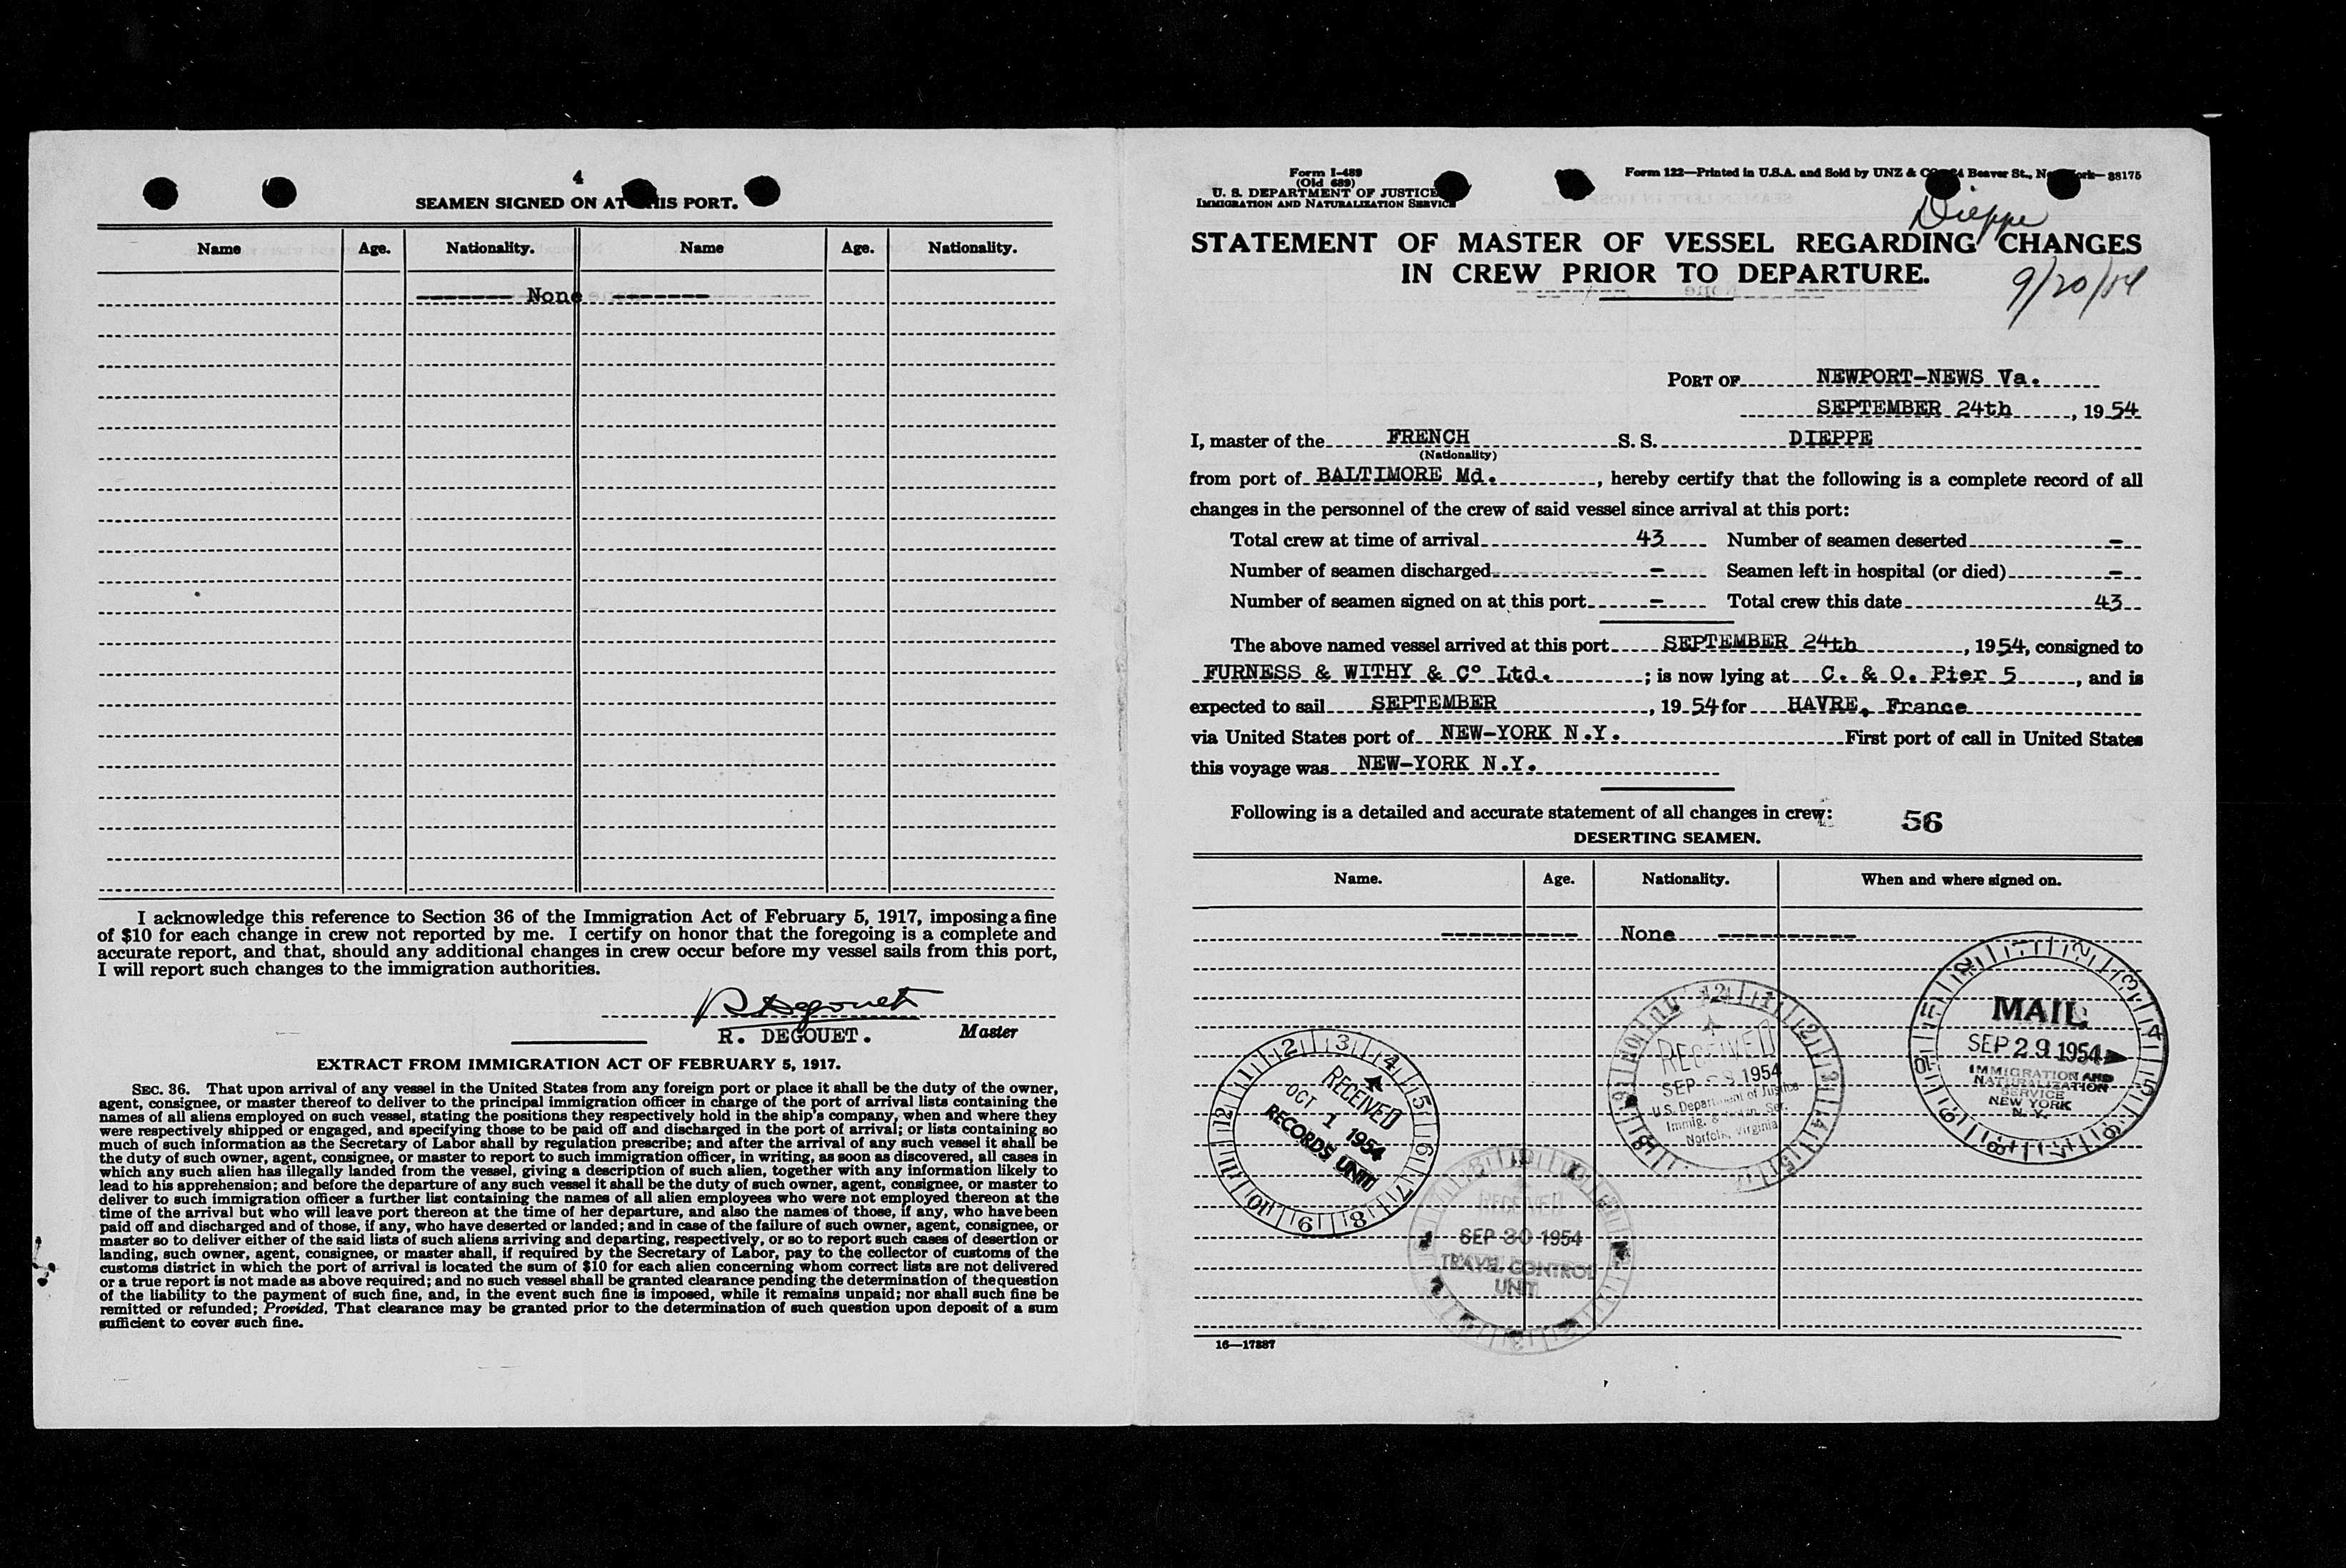 4
SEAMEN SIGNED ON AT THIS PORT.
Name Age. Nationality. Name Age. Nationality.
------- None -------
I acknowledge this reference to Section 36 of the Immigration Act of February 5, 1917, imposing a fine
of $10 for each change in crew not reported by me. I certify on honor that the foregoing is a complete and
accurate report, and that, should any additional changes in crew occur before my vessel sails from this port,
I will report such changes to the immigration authorities.
R Degouet
R. DEGOUET. Master
EXTRACT FROM IMMIGRATION ACT OF FEBRUARY 5, 1917.
SEC. 36. That upon arrival of any vessel in the United States from any foreign port or place it shall be the duty of the owner,
agent, consignee, or master thereof to deliver to the principal immigration officer in charge of the port of arrival lists containing the
names of all aliens employed on such vessel, stating the positions they respectively hold in the ship's company, when and where they
were respectively shipped or engaged, and specifying those to be paid off and discharged in the port of arrival; or lists containing so
much of such information as the Secretary of Labor shall by regulation prescribe; and after the arrival of any such vessel it shall be
the duty of such owner, agent, consignee, or master to report to such immigration officer, in writing, as soon as discovered, all cases in
which any such alien has illegally landed from the vessel, giving a description of such alien, together with any information likely to
lead to his apprehension; and before the departure of any such vessel it shall be the duty of such owner, agent, consignee, or master to
deliver to such immigration officer a further list containing the names of all alien employees who were not employed thereon at the
time of the arrival but who will leave port thereon at the time of her departure, and also the names of those, if any, who have been
paid off and discharged and of those, if any, who have deserted or landed; and in case of the failure of such owner, agent, consignee, or
master so to deliver either of the said lists of such aliens arriving and departing, respectively, or so to report such cases of desertion or
landing, such owner, agent, consignee, or master shall, if required by the Secretary of Labor, pay to the collector of customs of the
customs district in which the port of arrival is located the sum of $10 for each alien concerning whom correct lists are not delivered
or a true report is not made as above required; and no such vessel shall be granted clearance pending the determination of the question
of the liability to the payment of such fine, and, in the event such fine is imposed, while it remains unpaid; nor shall such fine be
remitted or refunded; Provided, That clearance may be granted prior to the determination of such question upon deposit of a sum
sufficient to cover such fine.
Form I-489
(Old 689)
U. S. DEPARTMENT OF JUSTICE
IMMIGRATION AND NATURALIZATION SERVICE
Form 122—Printed in U.S.A. and Sold by UNZ & Beaver St., 38175
Dieppe
STATEMENT OF MASTER OF VESSEL REGARDING CHANGES
IN CREW PRIOR TO DEPARTURE.
9/20/54
PORT OF NEWPORT-NEWS Va.
SEPTEMBER 24th, 1954
I, master of the FRENCH S. S. DIEPPE
(Nationality)
from port of BALTIMORE Md., hereby certify that the following is a complete record of all
changes in the personnel of the crew of said vessel since arrival at this port:
Total crew at time of arrival 43 Number of seamen deserted -
Number of seamen discharged - Seamen left in hospital (or died) -
Number of seamen signed on at this port - Total crew this date 43
The above named vessel arrived at this port SEPTEMBER 24th, 1954, consigned to
FURNESS & WITHY & C° Ltd.; is now lying at C. & O. Pier 5, and is
expected to sail SEPTEMBER, 1954 for HAVRE, France
via United States port of NEW-YORK N.Y. First port of call in United States
this voyage was NEW-YORK N.Y.
Following is a detailed and accurate statement of all changes in crew:
56
DESERTING SEAMEN.
Name. Age. Nationality. When and where signed on.
---------- None ----------
MAIL
SEP 29 1954
IMMIGRATION AND
NATURALIZATION
SERVICE
NEW YORK
N. Y.
RECEIVED
SEP 1954
U.S. Department of Justice
Immig. & Ser.
Norfolk, Virginia
RECEIVED
OCT 1 1954
RECORDS UNIT
RECEIVED
SEP 30 1954
TRAVEL CONTROL
UNIT
16—17887